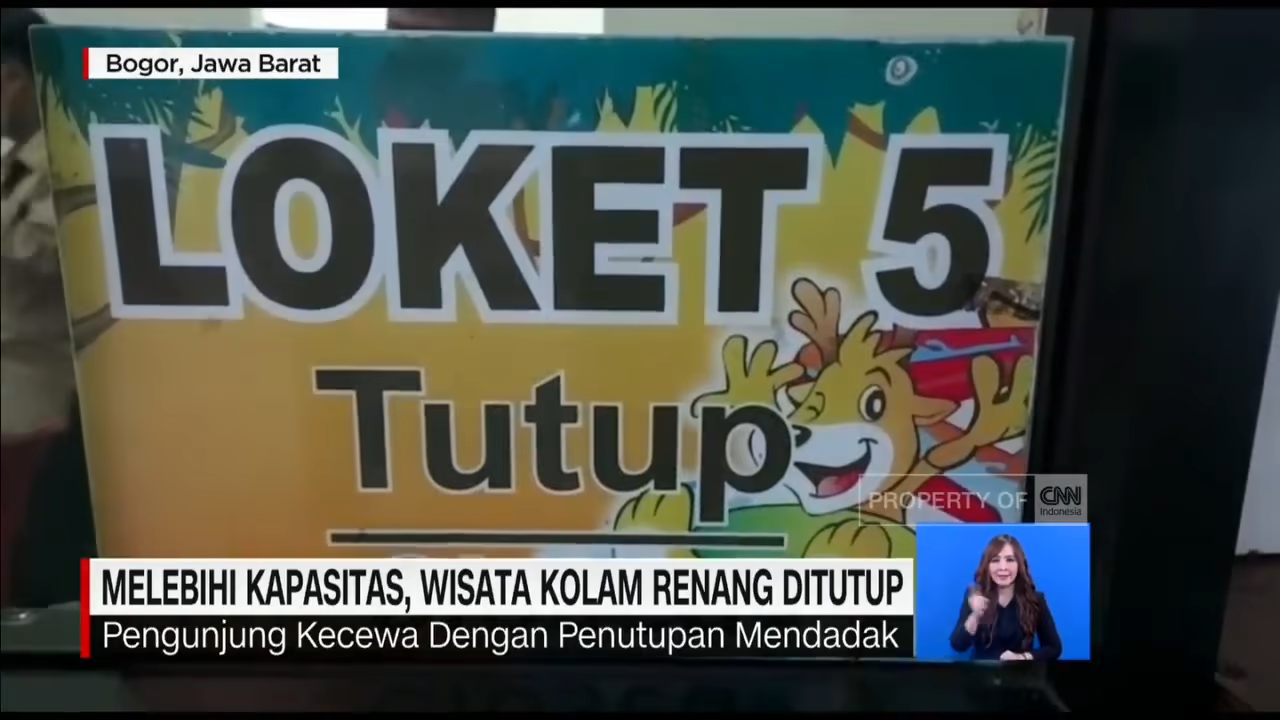 Bogor, Jawa Barat
LOKET 5
Tutup
PROPERTY OF CNN Indonesia
MELEBIHI KAPASITAS, WISATA KOLAM RENANG DITUTUP
Pengunjung Kecewa Dengan Penutupan Mendadak